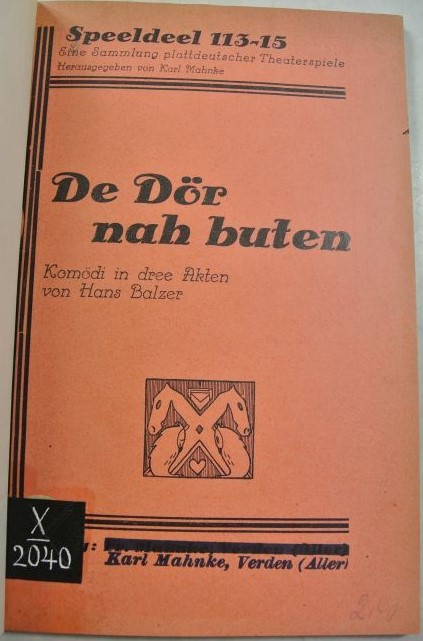 Speeldeel 113-15
Eine Sammlung plattdeutscher Theaterspiele
Herausgegeben von Karl Mahnke
De Dör
nah buten
Komödi in dree Akten
von Hans Balzer
X
2040
Karl Mahnke, Verden (Aller)